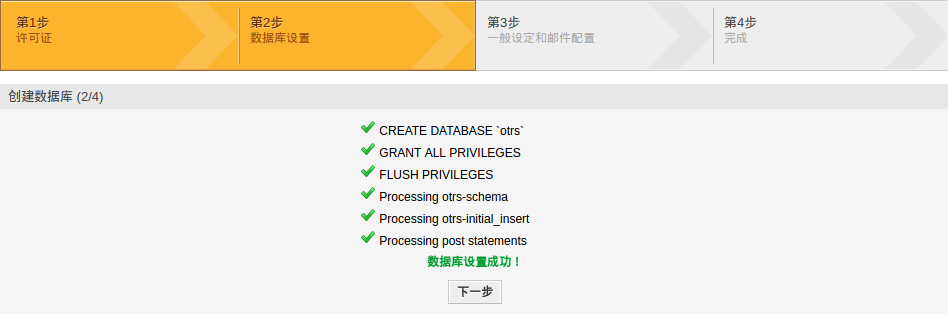 第1步
许可证
第2步
数据库设置
第3步
一般设定和邮件配置
第4步
完成
创建数据库 (2/4)
CREATE DATABASE `otrs`
GRANT ALL PRIVILEGES
FLUSH PRIVILEGES
Processing otrs-schema
Processing otrs-initial_insert
Processing post statements
数据库设置成功！
下一步